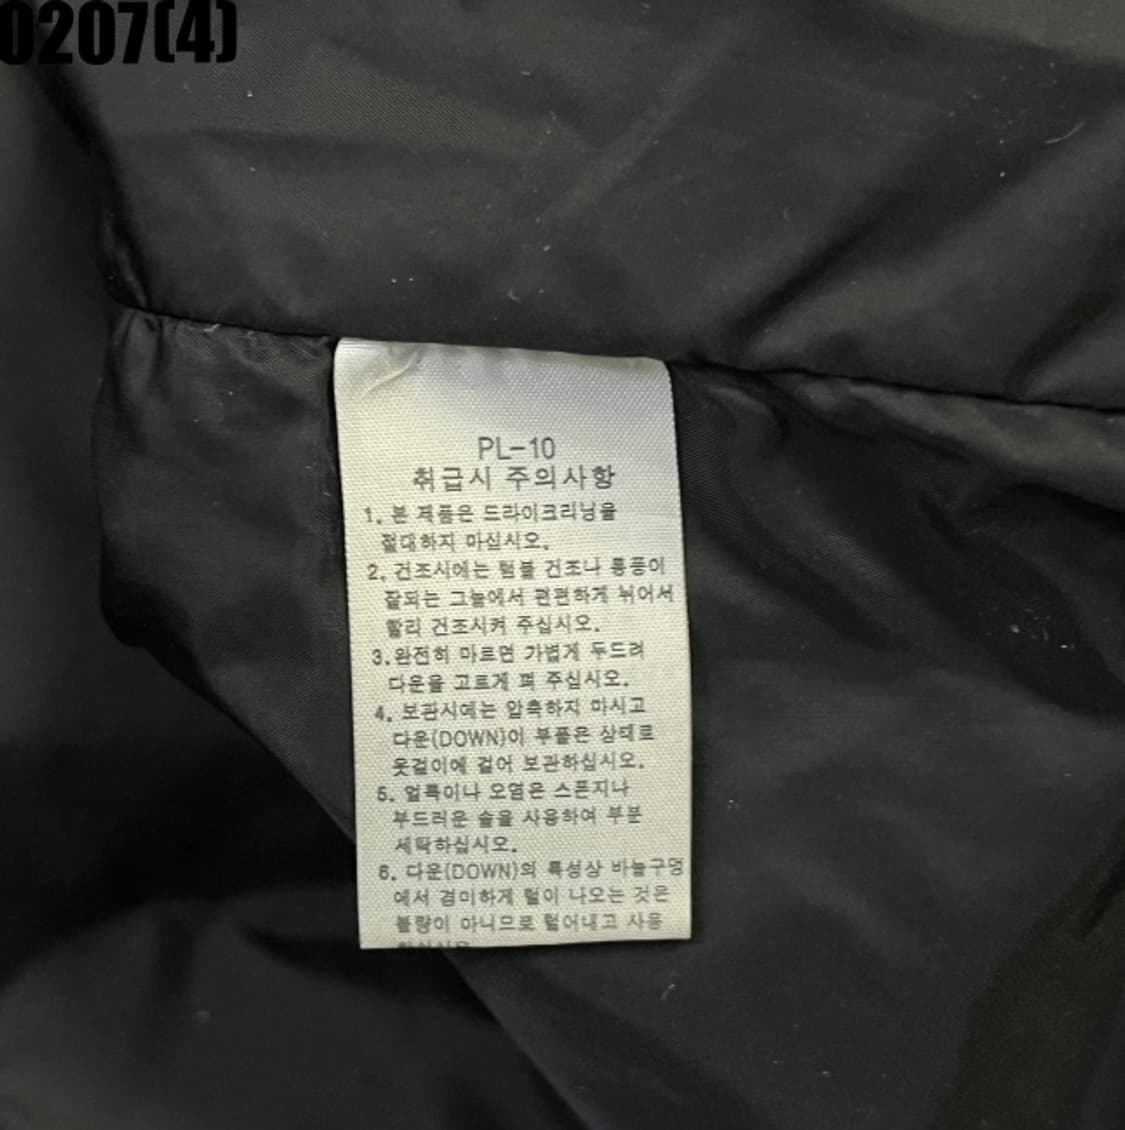 0207(4)
PL-10
취급시 주의사항
1. 본 제품은 드라이크리닝을
절대하지 마십시오.
2. 건조시에는 텀블 건조나 통풍이
잘되는 그늘에서 편편하게 뉘어서
빨리 건조시켜 주십시오.
3. 완전히 마르면 가볍게 두드려
다운을 고르게 펴 주십시오.
4. 보관시에는 압축하지 마시고
다운(DOWN)이 부풀은 상태로
옷걸이에 걸어 보관하십시오.
5. 얼룩이나 오염은 스폰지나
부드러운 솔을 사용하여 부분
세탁하십시오.
6. 다운(DOWN)의 특성상 바늘구멍
에서 경미하게 털이 나오는 것은
불량이 아니므로 털어내고 사용